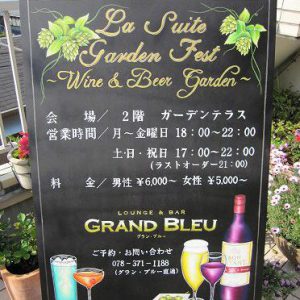 La Suite
Garden Fest
~Wine & Beer Garden~
会　場／　2階　ガーデンテラス
営業時間／ 月～金曜日 18:00～22:00
土・日・祝日 17:00～22:00
(ラストオーダー21:00)
料　金／ 男性 ¥6,000～ 女性 ¥5,000～
LOUNGE & BAR
GRAND BLEU
グラン・ブルー
ご予約・お問い合わせ
078-371-1188
(グラン・ブルー直通)